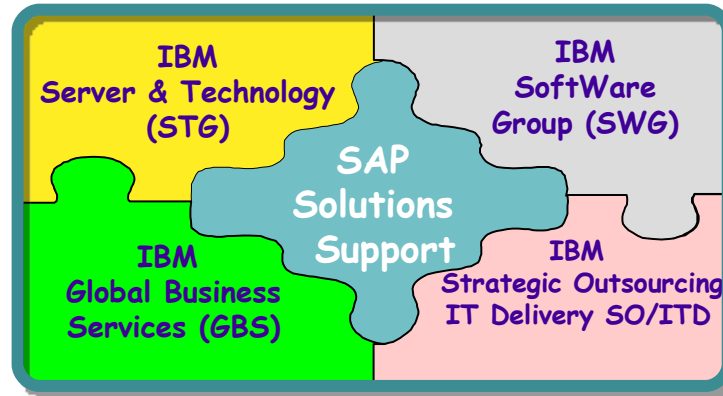 IBM
Server & Technology
(STG)
IBM
SoftWare
Group (SWG)
SAP
Solutions
Support
IBM
Global Business
Services (GBS)
IBM
Strategic Outsourcing
IT Delivery SO/ITD